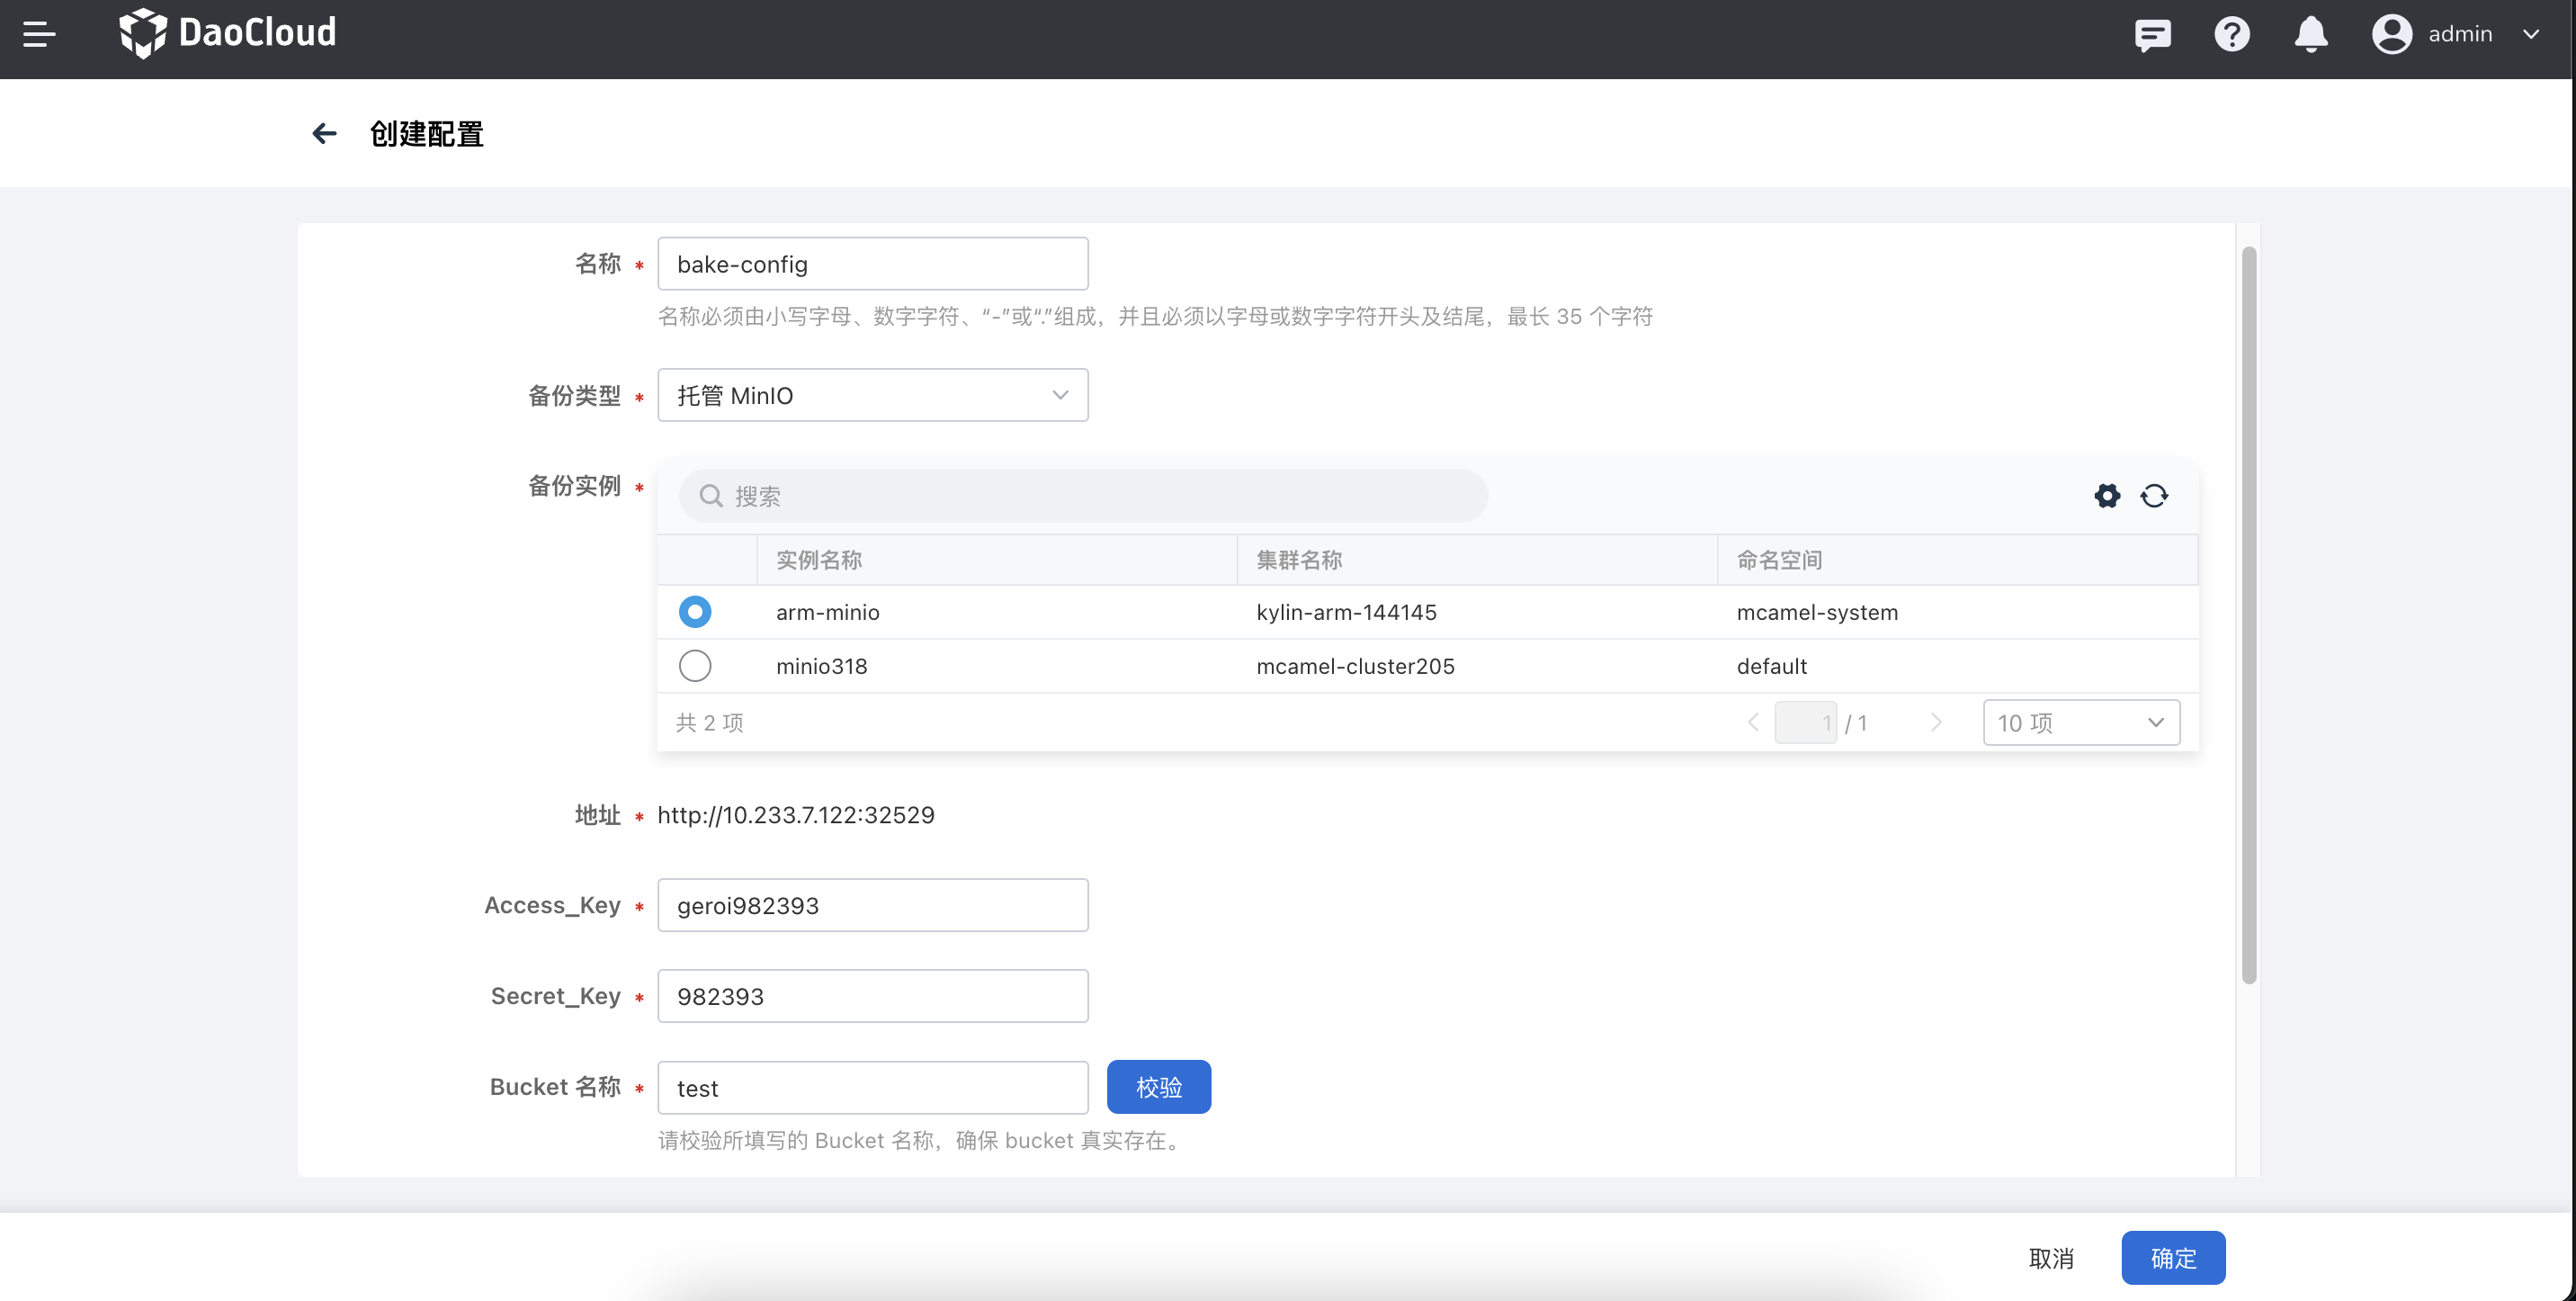 DaoCloud
admin
创建配置
名称 *
bake-config
名称必须由小写字母、数字字符、“-”或“.”组成，并且必须以字母或数字字符开头及结尾，最长 35 个字符
备份类型 *
托管 MinIO
备份实例 *
搜索
实例名称 集群名称 命名空间
arm-minio kylin-arm-144145 mcamel-system
minio318 mcamel-cluster205 default
共 2 项 1 / 1 10 项
地址 * http://10.233.7.122:32529
Access_Key * geroi982393
Secret_Key * 982393
Bucket 名称 * test 校验
请校验所填写的 Bucket 名称，确保 bucket 真实存在。
取消 确定